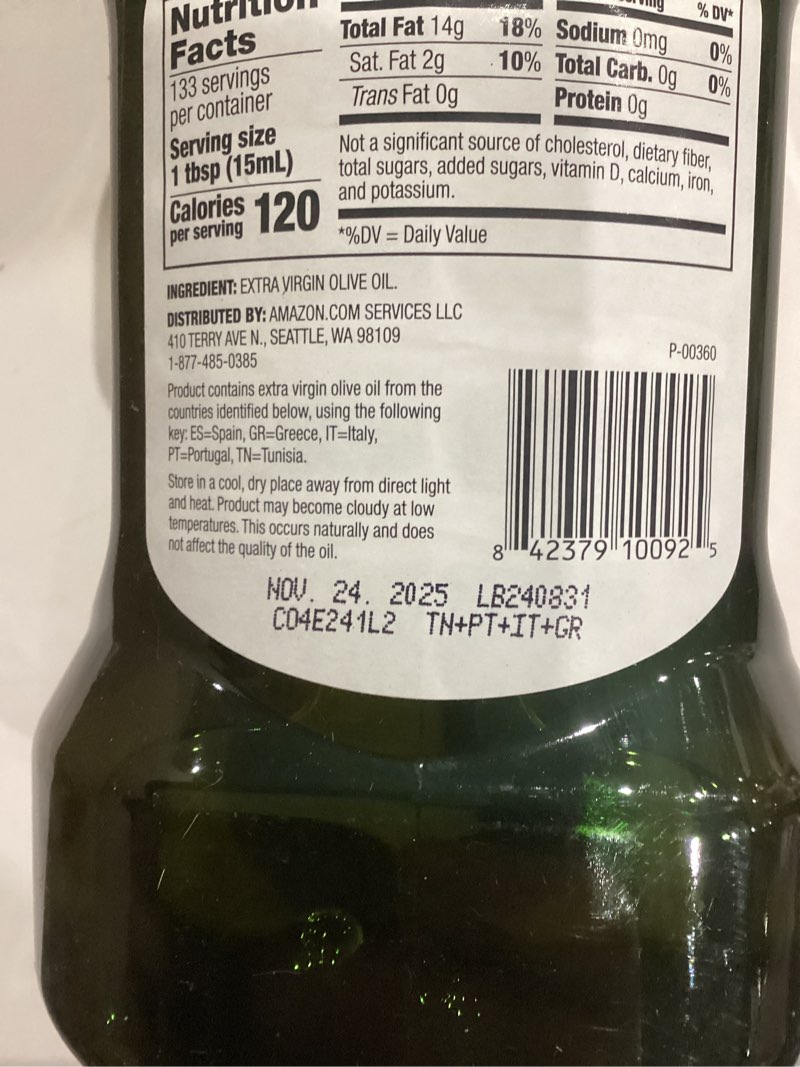 Nutrition
Facts
133 servings
per container
Serving size
1 tbsp (15mL)
Calories 120
per serving
% DV*
Total Fat 14g 18% Sodium 0mg 0%
Sat. Fat 2g 10% Total Carb. 0g 0%
Trans Fat 0g Protein 0g
Not a significant source of cholesterol, dietary fiber,
total sugars, added sugars, vitamin D, calcium, iron,
and potassium.
*%DV = Daily Value
INGREDIENT: EXTRA VIRGIN OLIVE OIL.
DISTRIBUTED BY: AMAZON.COM SERVICES LLC
410 TERRY AVE N., SEATTLE, WA 98109
1-877-485-0385
P-00360
Product contains extra virgin olive oil from the
countries identified below, using the following
key: ES=Spain, GR=Greece, IT=Italy,
PT=Portugal, TN=Tunisia.
Store in a cool, dry place away from direct light
and heat. Product may become cloudy at low
temperatures. This occurs naturally and does
not affect the quality of the oil.
8 42379 10092 5
NOV. 24. 2025 LB240831
C04E241L2 TN+PT+IT+GR